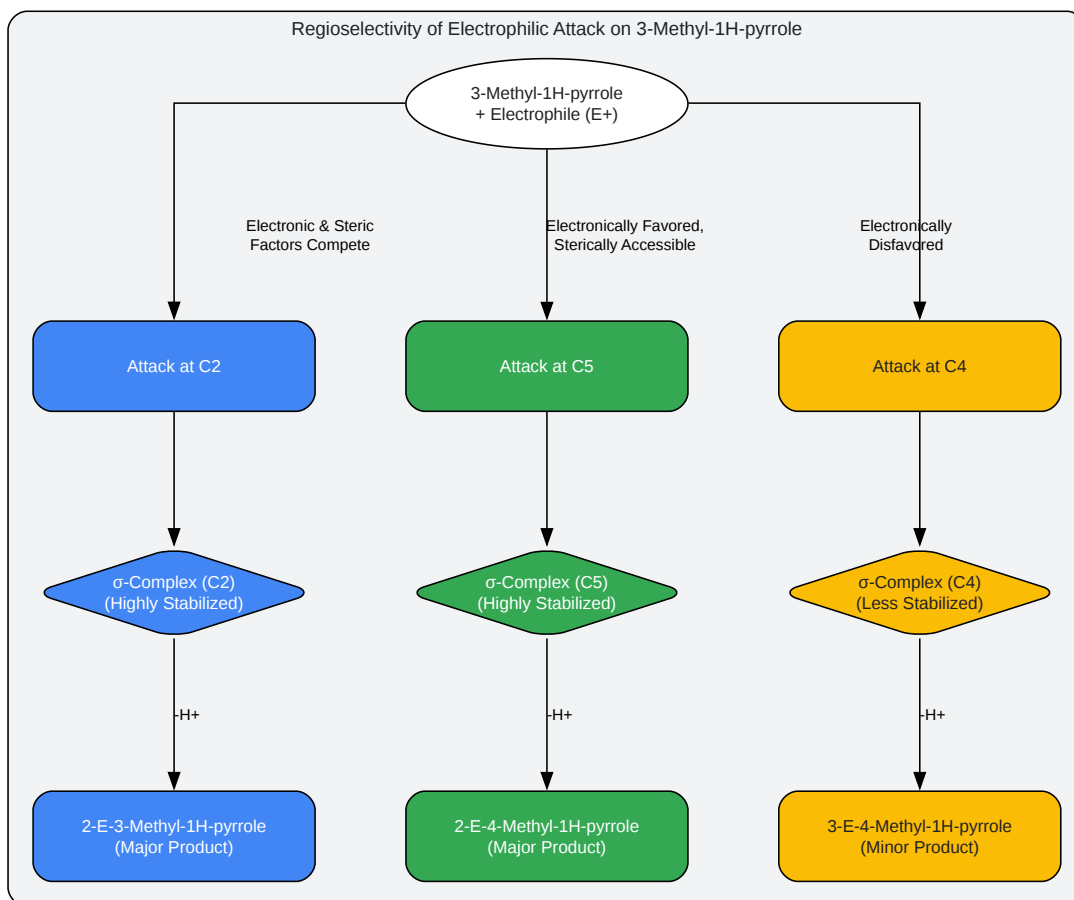 Regioselectivity of Electrophilic Attack on 3-Methyl-1H-pyrrole
3-Methyl-1H-pyrrole
+ Electrophile (E+)
Electronic & Steric
Factors Compete
Electronically Favored,
Sterically Accessible
Electronically
Disfavored
Attack at C2
Attack at C5
Attack at C4
σ-Complex (C2)
(Highly Stabilized)
σ-Complex (C5)
(Highly Stabilized)
σ-Complex (C4)
(Less Stabilized)
-H+
-H+
-H+
2-E-3-Methyl-1H-pyrrole
(Major Product)
2-E-4-Methyl-1H-pyrrole
(Major Product)
3-E-4-Methyl-1H-pyrrole
(Minor Product)